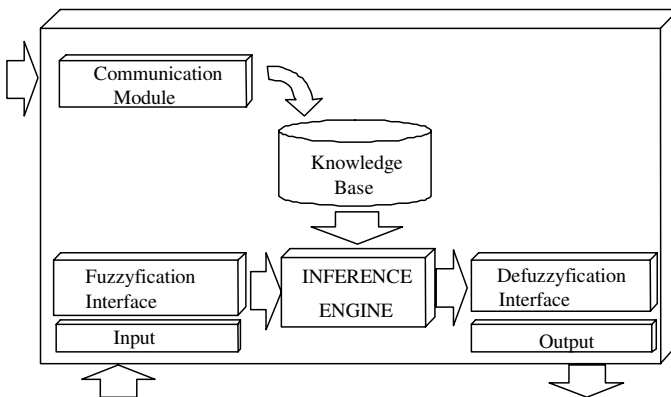 Communication
Module
Knowledge
Base
Fuzzyfication
Interface
Input
INFERENCE
ENGINE
Defuzzyfication
Interface
Output